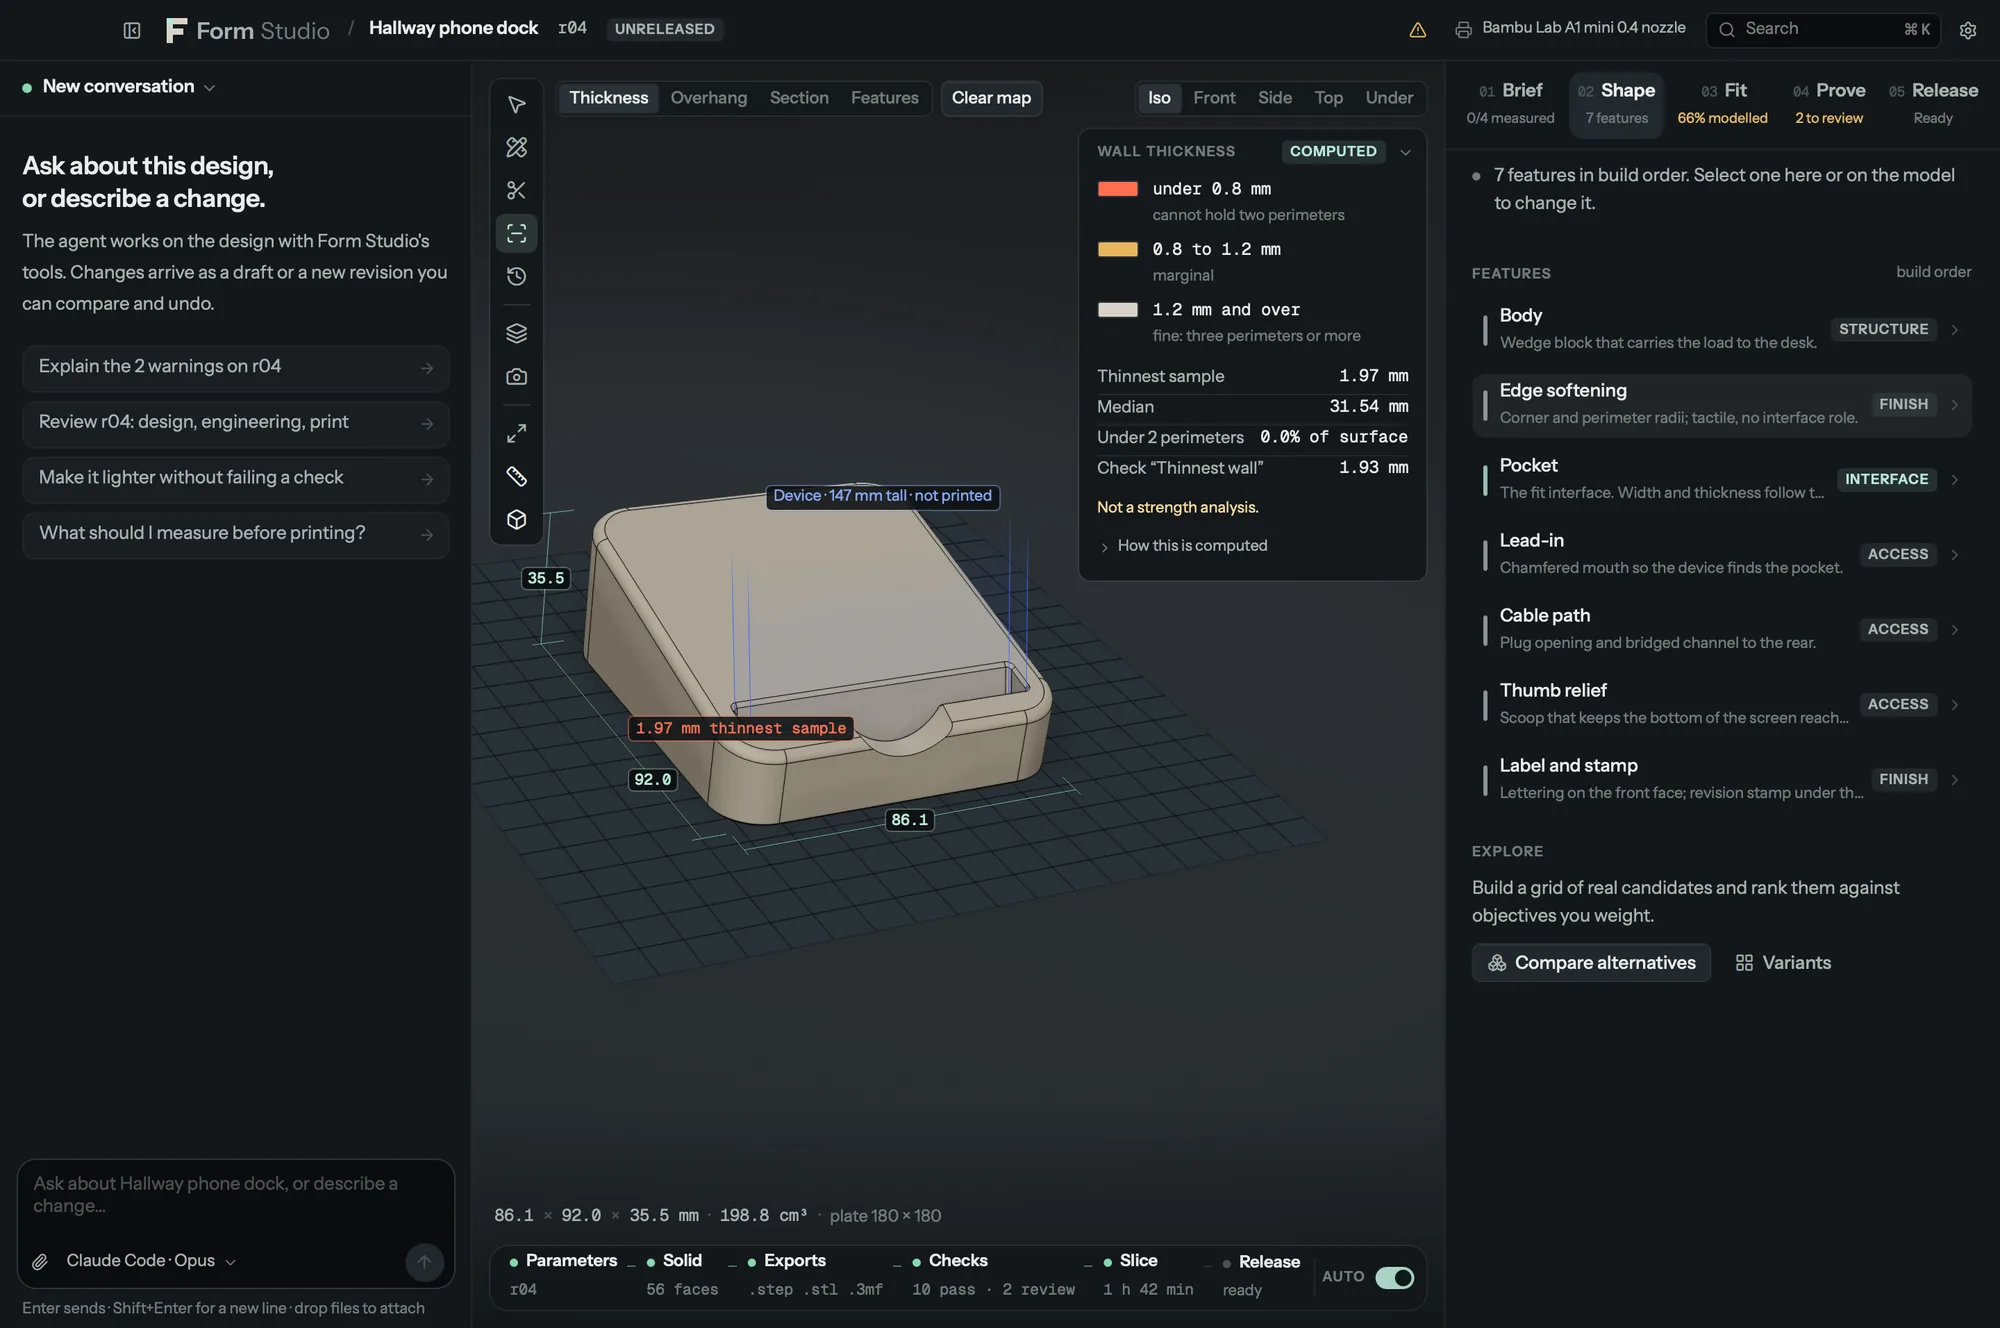 Form Studio / Hallway phone dock r04 UNRELEASED
Bambu Lab A1 mini 0.4 nozzle
Search ⌘ K
New conversation
Ask about this design,
or describe a change.
The agent works on the design with Form Studio's
tools. Changes arrive as a draft or a new revision you
can compare and undo.
Explain the 2 warnings on r04
Review r04: design, engineering, print
Make it lighter without failing a check
What should I measure before printing?
Ask about Hallway phone dock, or describe a
change...
Claude Code · Opus
Enter sends · Shift+Enter for a new line · drop files to attach
Thickness Overhang Section Features Clear map
Iso Front Side Top Under
WALL THICKNESS COMPUTED
under 0.8 mm
cannot hold two perimeters
0.8 to 1.2 mm
marginal
1.2 mm and over
fine: three perimeters or more
Thinnest sample 1.97 mm
Median 31.54 mm
Under 2 perimeters 0.0% of surface
Check “Thinnest wall” 1.93 mm
Not a strength analysis.
How this is computed
Device · 147 mm tall · not printed
35.5
1.97 mm thinnest sample
92.0
86.1
86.1 × 92.0 × 35.5 mm · 198.8 cm³ · plate 180 × 180
Parameters Solid Exports Checks Slice Release
r04 56 faces .step .stl .3mf 10 pass · 2 review 1 h 42 min ready
AUTO
01 Brief 02 Shape 03 Fit 04 Prove 05 Release
0/4 measured 7 features 66% modelled 2 to review Ready
7 features in build order. Select one here or on the model
to change it.
FEATURES build order
Body
Wedge block that carries the load to the desk.
STRUCTURE
Edge softening
Corner and perimeter radii; tactile, no interface role.
FINISH
Pocket
The fit interface. Width and thickness follow t...
INTERFACE
Lead-in
Chamfered mouth so the device finds the pocket.
ACCESS
Cable path
Plug opening and bridged channel to the rear.
ACCESS
Thumb relief
Scoop that keeps the bottom of the screen reach...
ACCESS
Label and stamp
Lettering on the front face; revision stamp under th...
FINISH
EXPLORE
Build a grid of real candidates and rank them against
objectives you weight.
Compare alternatives Variants